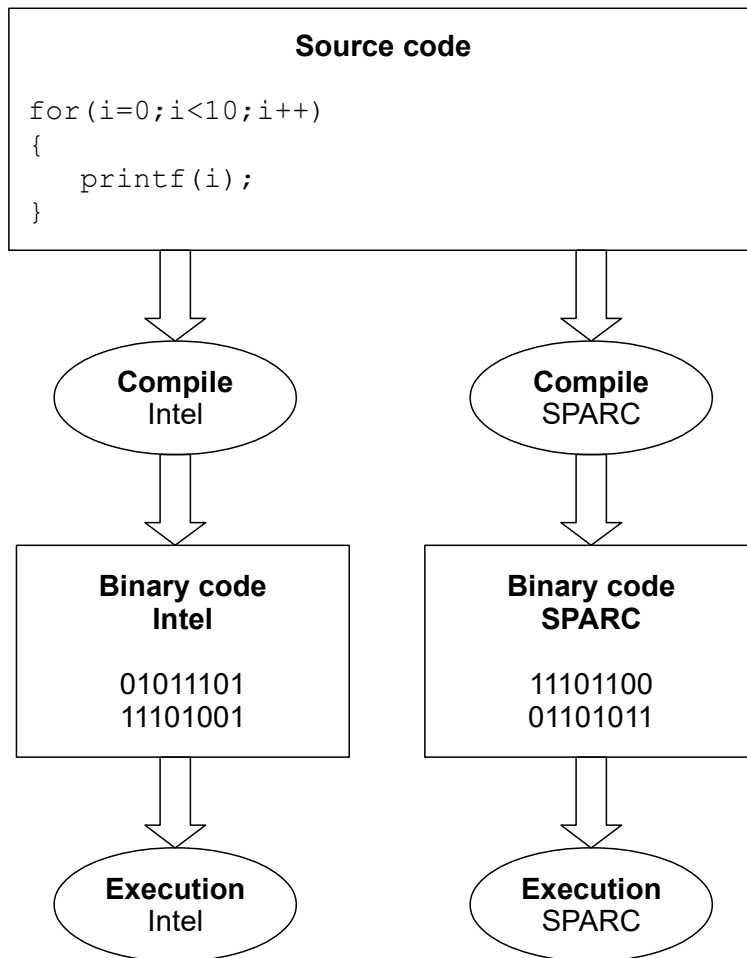 Source code
for(i=0;i<10;i++)
{
   printf(i);
}
Compile
Intel
Compile
SPARC
Binary code
Intel
01011101
11101001
Binary code
SPARC
11101100
01101011
Execution
Intel
Execution
SPARC